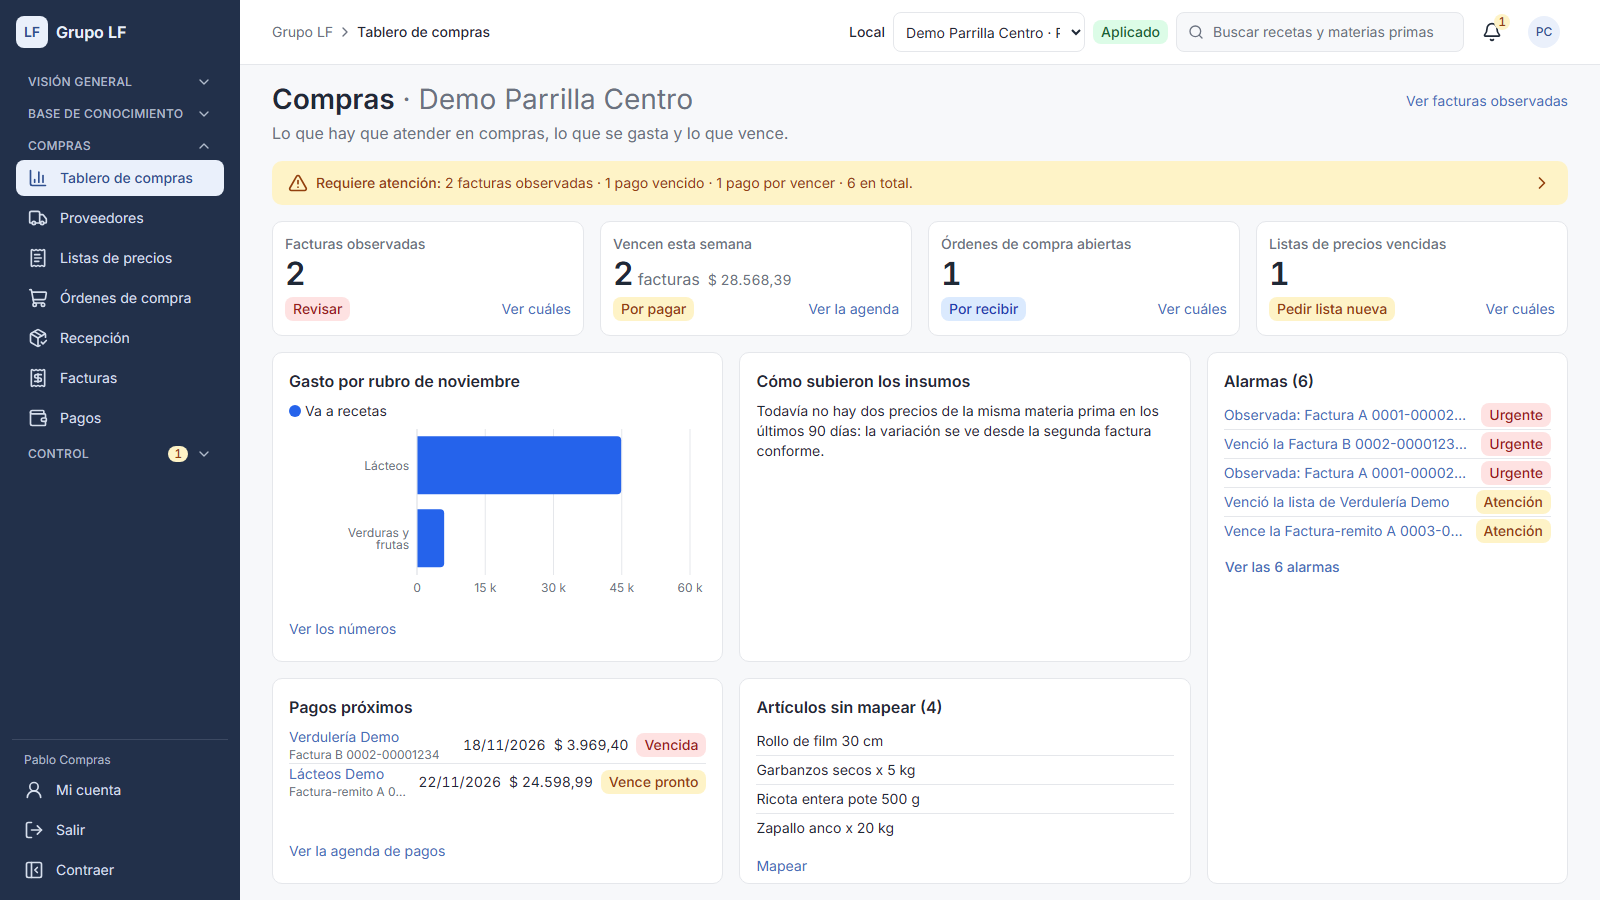 LF Grupo LF
VISIÓN GENERAL
BASE DE CONOCIMIENTO
COMPRAS
Tablero de compras
Proveedores
Listas de precios
Órdenes de compra
Recepción
Facturas
Pagos
CONTROL 1
Pablo Compras
Mi cuenta
Salir
Contraer
Grupo LF > Tablero de compras
Local Demo Parrilla Centro · Aplicado Buscar recetas y materias primas 1 PC
Compras · Demo Parrilla Centro
Ver facturas observadas
Lo que hay que atender en compras, lo que se gasta y lo que vence.
Requiere atención: 2 facturas observadas · 1 pago vencido · 1 pago por vencer · 6 en total.
Facturas observadas
2
Revisar Ver cuáles
Vencen esta semana
2 facturas $ 28.568,39
Por pagar Ver la agenda
Órdenes de compra abiertas
1
Por recibir Ver cuáles
Listas de precios vencidas
1
Pedir lista nueva Ver cuáles
Gasto por rubro de noviembre
Va a recetas
Lácteos
Verduras y
frutas
0 15 k 30 k 45 k 60 k
Ver los números
Cómo subieron los insumos
Todavía no hay dos precios de la misma materia prima en los
últimos 90 días: la variación se ve desde la segunda factura
conforme.
Alarmas (6)
Observada: Factura A 0001-00002... Urgente
Venció la Factura B 0002-0000123... Urgente
Observada: Factura A 0001-00002... Urgente
Venció la lista de Verdulería Demo Atención
Vence la Factura-remito A 0003-0... Atención
Ver las 6 alarmas
Pagos próximos
Verdulería Demo
Factura B 0002-00001234
18/11/2026 $ 3.969,40 Vencida
Lácteos Demo
Factura-remito A 0...
22/11/2026 $ 24.598,99 Vence pronto
Ver la agenda de pagos
Artículos sin mapear (4)
Rollo de film 30 cm
Garbanzos secos x 5 kg
Ricota entera pote 500 g
Zapallo anco x 20 kg
Mapear